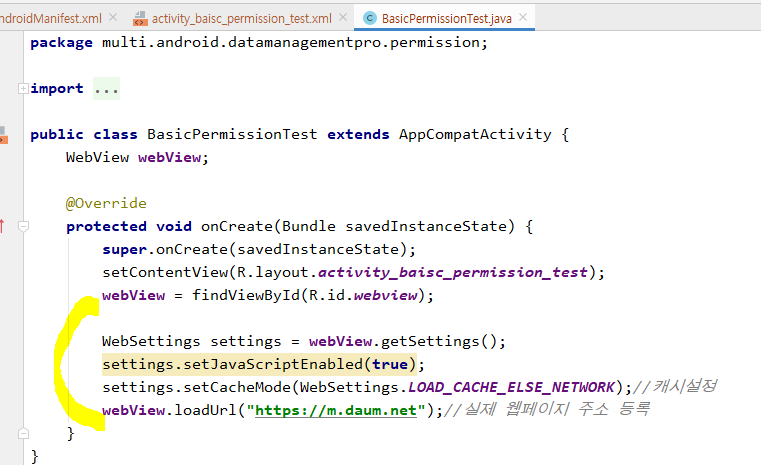 ndroidManifest.xml activity_baisc_permission_test.xml BasicPermissionTest.java
package multi.android.datamanagementpro.permission;
import ...
public class BasicPermissionTest extends AppCompatActivity {
WebView webView;
@Override
protected void onCreate(Bundle savedInstanceState) {
super.onCreate(savedInstanceState);
setContentView(R.layout.activity_baisc_permission_test);
webView = findViewById(R.id.webview);
WebSettings settings = webView.getSettings();
settings.setJavaScriptEnabled(true);
settings.setCacheMode(WebSettings.LOAD_CACHE_ELSE_NETWORK);//캐시설정
webView.loadUrl("https://m.daum.net");//실제 웹페이지 주소 등록
}
}